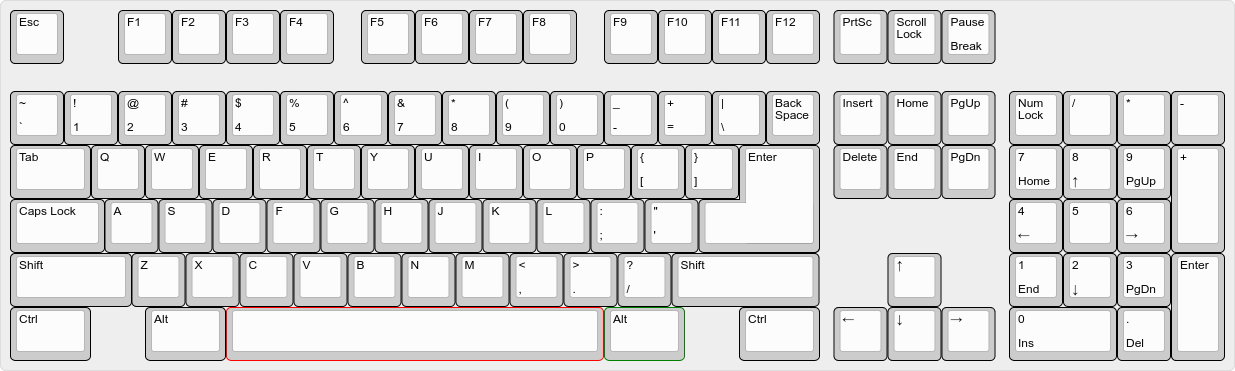 Esc F1 F2 F3 F4 F5 F6 F7 F8 F9 F10 F11 F12 PrtSc Scroll Pause
Lock
Break
~ ! @ # $ % ^ & * ( ) _ + | Back Insert Home PgUp Num / * -
Space Lock
` 1 2 3 4 5 6 7 8 9 0 - = \
Tab Q W E R T Y U I O P { } Enter Delete End PgDn 7 8 9 +
[ ] Home ↑ PgUp
Caps Lock A S D F G H J K L : " 4 5 6
; ' ← →
Shift Z X C V B N M < > ? Shift ↑ 1 2 3 Enter
, . / End ↓ PgDn
Ctrl Alt Alt Ctrl ← ↓ → 0 .
Ins Del